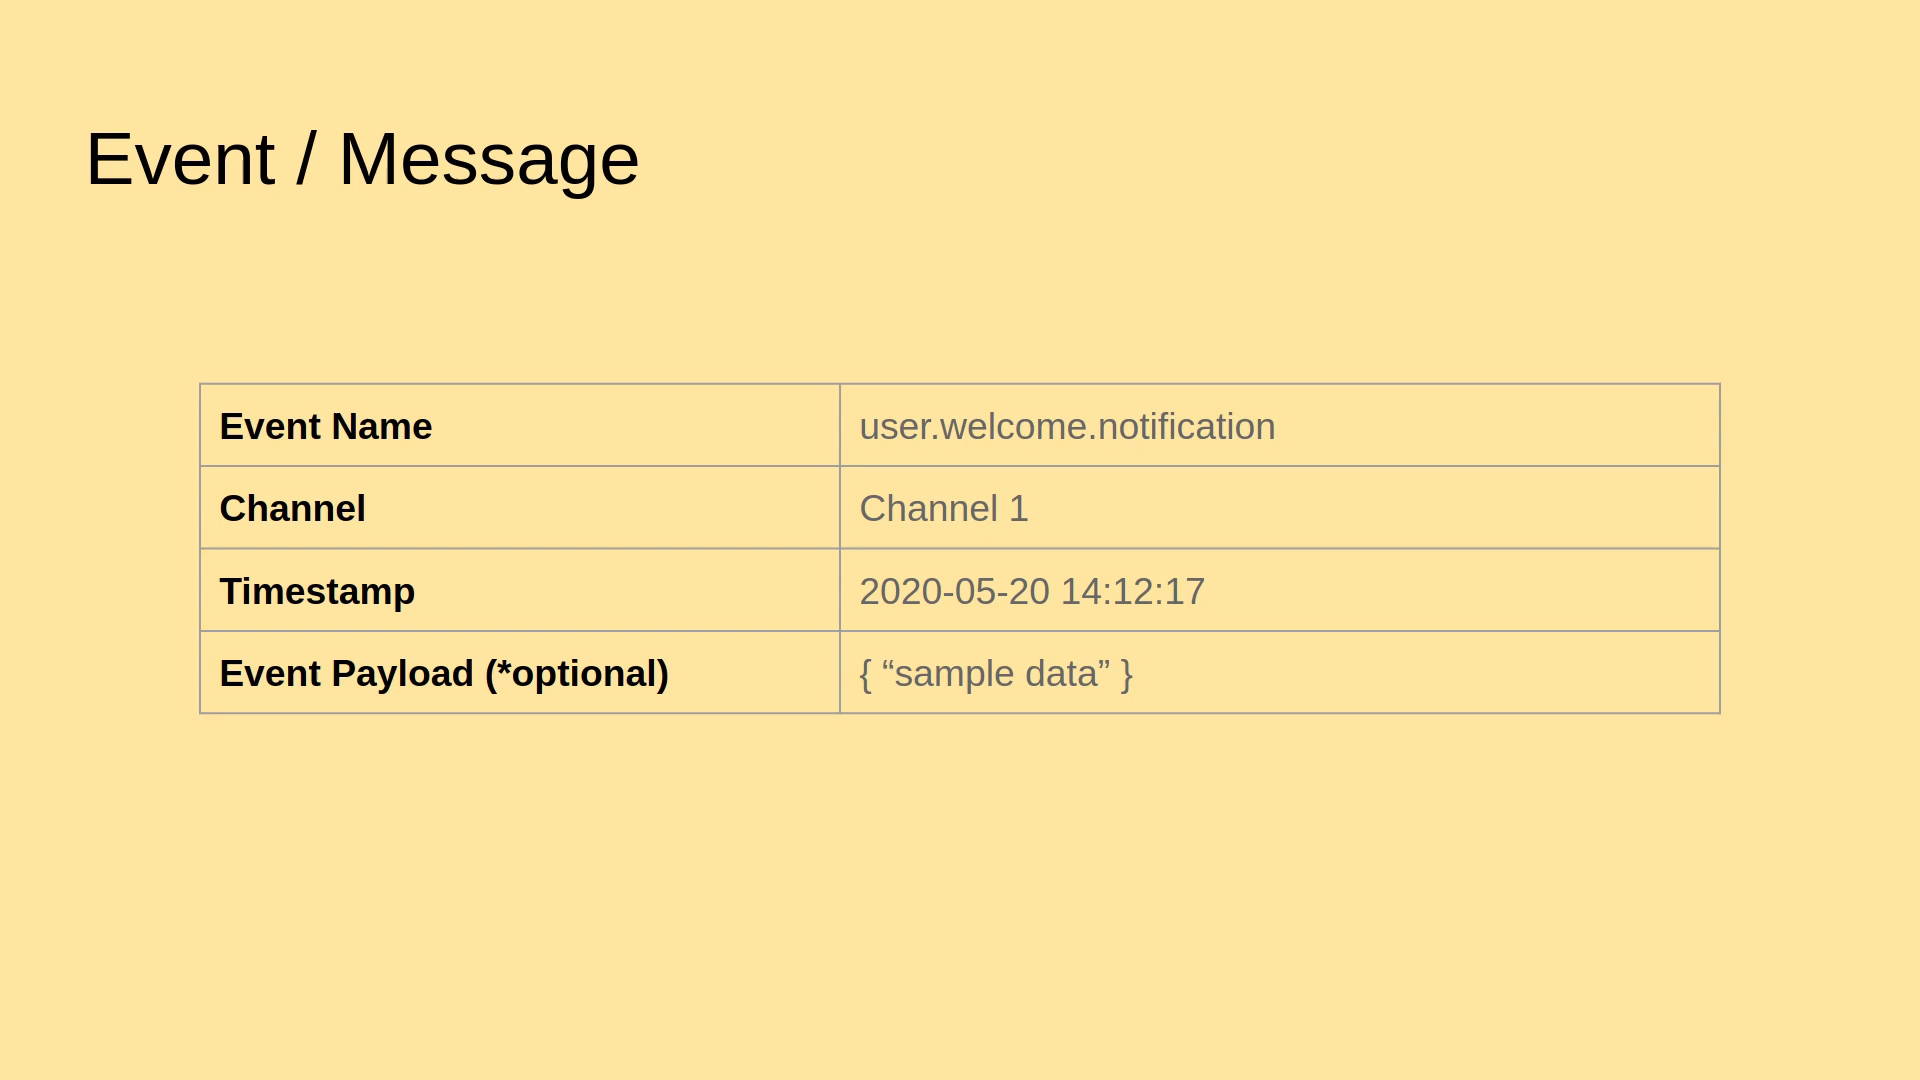 Event / Message
Event Name user.welcome.notification
Channel Channel 1
Timestamp 2020-05-20 14:12:17
Event Payload (*optional) { “sample data” }